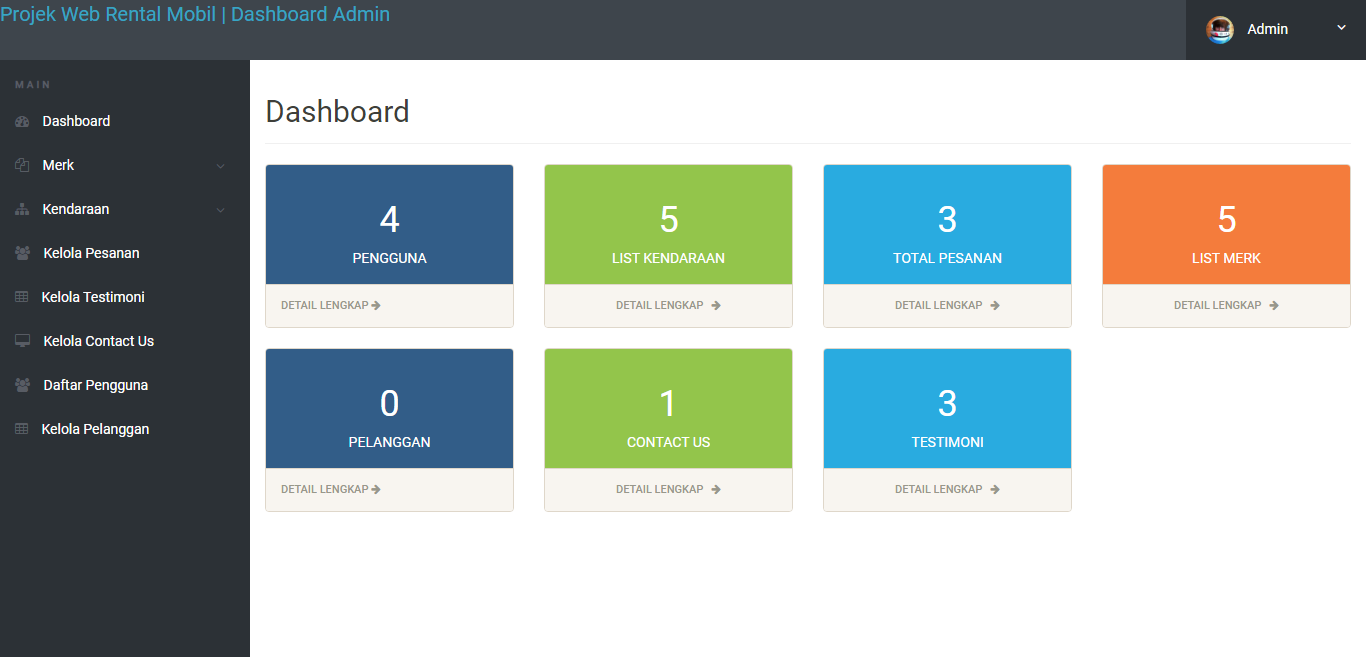 Projek Web Rental Mobil | Dashboard Admin
Admin
MAIN
Dashboard
Merk
Kendaraan
Kelola Pesanan
Kelola Testimoni
Kelola Contact Us
Daftar Pengguna
Kelola Pelanggan
Dashboard
4
PENGGUNA
DETAIL LENGKAP
5
LIST KENDARAAN
DETAIL LENGKAP
3
TOTAL PESANAN
DETAIL LENGKAP
5
LIST MERK
DETAIL LENGKAP
0
PELANGGAN
DETAIL LENGKAP
1
CONTACT US
DETAIL LENGKAP
3
TESTIMONI
DETAIL LENGKAP